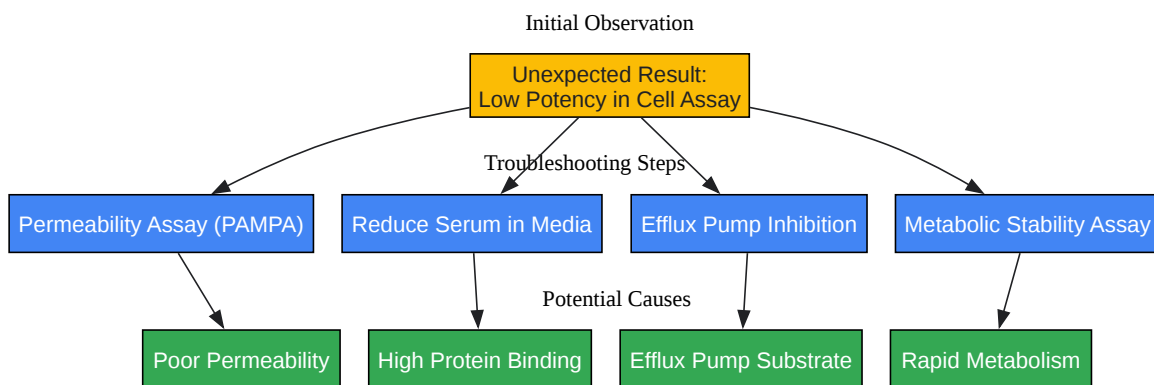 Initial Observation
Unexpected Result:
Low Potency in Cell Assay
Troubleshooting Steps
Permeability Assay (PAMPA)
Reduce Serum in Media
Efflux Pump Inhibition
Metabolic Stability Assay
Potential Causes
Poor Permeability
High Protein Binding
Efflux Pump Substrate
Rapid Metabolism